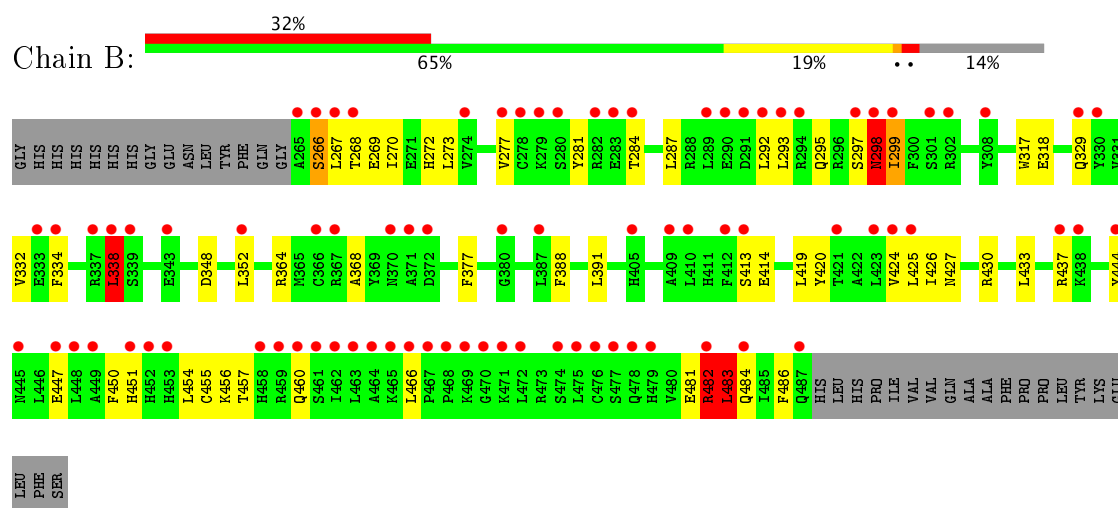 Chain B:
32%
65% 19% •• 14%
GLY HIS HIS HIS HIS HIS HIS GLY GLU ASN LEU TYR PHE GLN GLY A265 S266 L267 T268 E269 I270 E271 H272 L273 V274 V277 C278 K279 S280 Y281 R282 E283 T284 L287 R288 L289 E290 D291 L292 L293 R294 Q295 R296 S297 N298 I299 F300 S301 R302 Y308 W317 E318 Q329 Y330 N331
V332 E333 F334 R337 L338 S339 E343 D348 L352 R364 M365 C366 R367 A368 Y369 N370 A371 D372 F377 G380 L387 F388 L391 H405 A409 L410 H411 F412 S413 E414 L419 Y420 T421 A422 L423 V424 L425 I426 N427 R430 L433 R437 K438 Y444
N445 L446 E447 L448 A449 F450 H451 H452 H453 L454 C455 K456 T457 H458 R459 Q460 S461 I462 L463 A464 K465 L466 P467 P468 K469 G470 K471 L472 R473 S474 L475 C476 S477 Q478 H479 V480 E481 R482 L483 Q484 I485 F486 Q487 HIS LEU HIS PRO ILE VAL VAL GLN ALA ALA PHE PRO PRO LEU TYR LYS GLU
LEU PHE SER